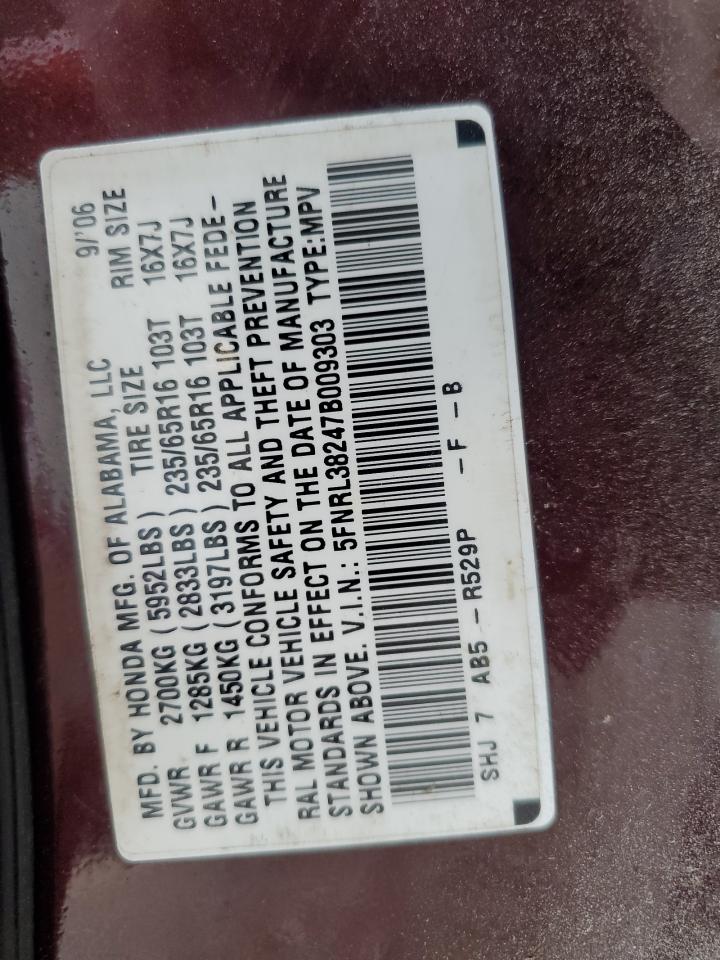 MFD. BY HONDA MFG. OF ALABAMA, LLC 9/'06
GVWR 2700KG ( 5952LBS ) TIRE SIZE RIM SIZE
GAWR F 1285KG ( 2833LBS ) 235/65R16 103T 16X7J
GAWR R 1450KG ( 3197LBS ) 235/65R16 103T 16X7J
THIS VEHICLE CONFORMS TO ALL APPLICABLE FEDE-
RAL MOTOR VEHICLE SAFETY AND THEFT PREVENTION
STANDARDS IN EFFECT ON THE DATE OF MANUFACTURE
SHOWN ABOVE. V.I.N.: 5FNRL38247B009303 TYPE:MPV
SHJ 7 AB5 - R529P - F - B